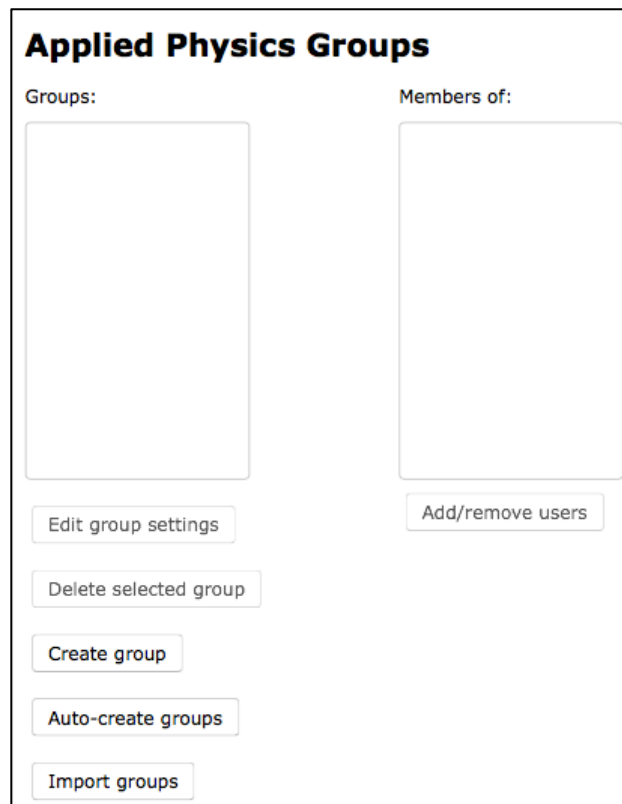 Applied Physics Groups
Groups:
Members of:
Edit group settings
Add/remove users
Delete selected group
Create group
Auto-create groups
Import groups